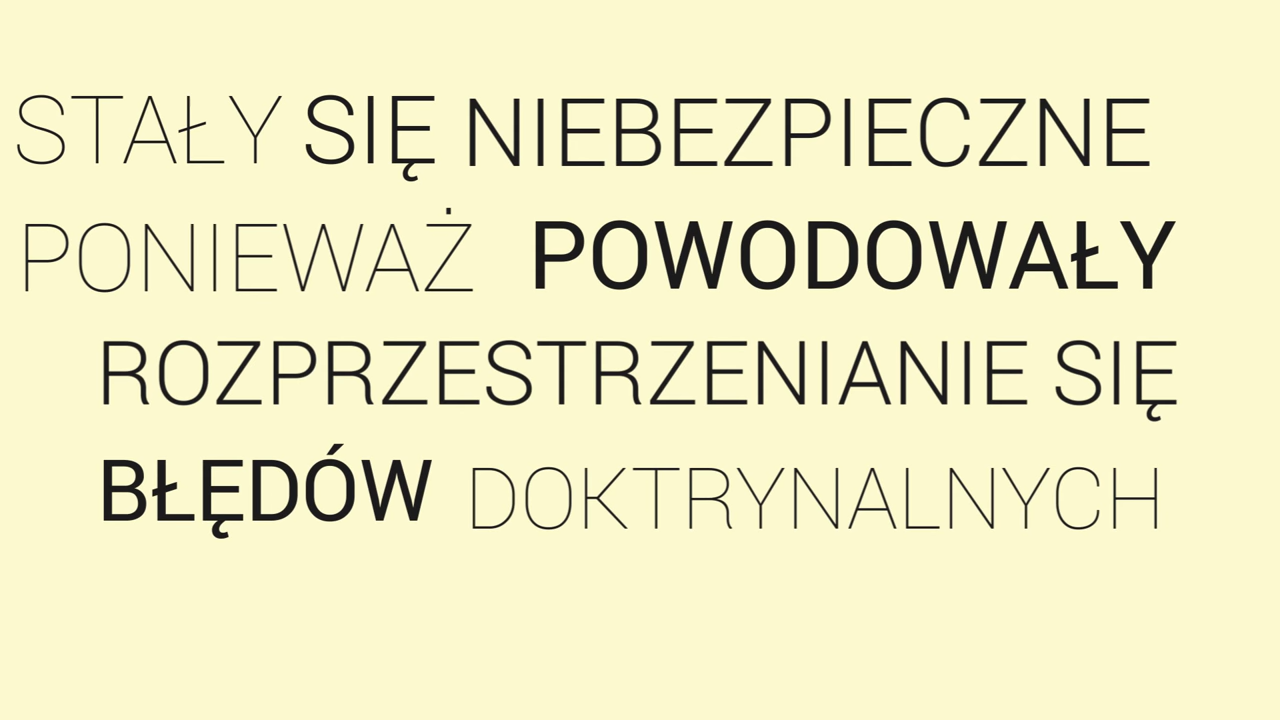 STAŁY SIĘ NIEBEZPIECZNE
PONIEWAŻ POWODOWAŁY
ROZPRZESTRZENIANIE SIĘ
BŁĘDÓW DOKTRYNALNYCH